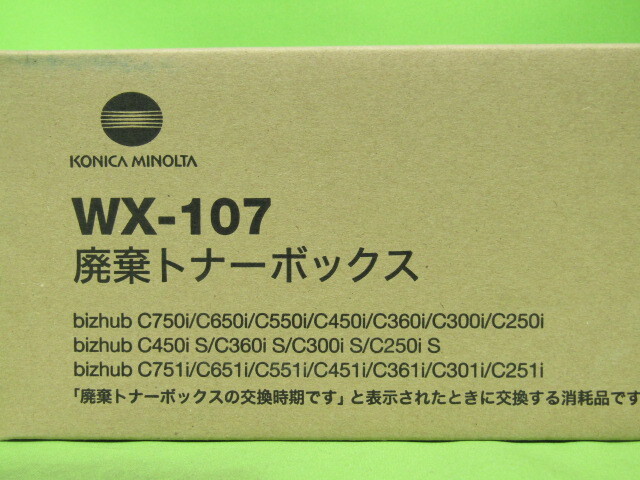 KONICA MINOLTA
WX-107
廃棄トナーボックス
bizhub C750i/C650i/C550i/C450i/C360i/C300i/C250i
bizhub C450i S/C360i S/C300i S/C250i S
bizhub C751i/C651i/C551i/C451i/C361i/C301i/C251i
「廃棄トナーボックスの交換時期です」と表示されたときに交換する消耗品です